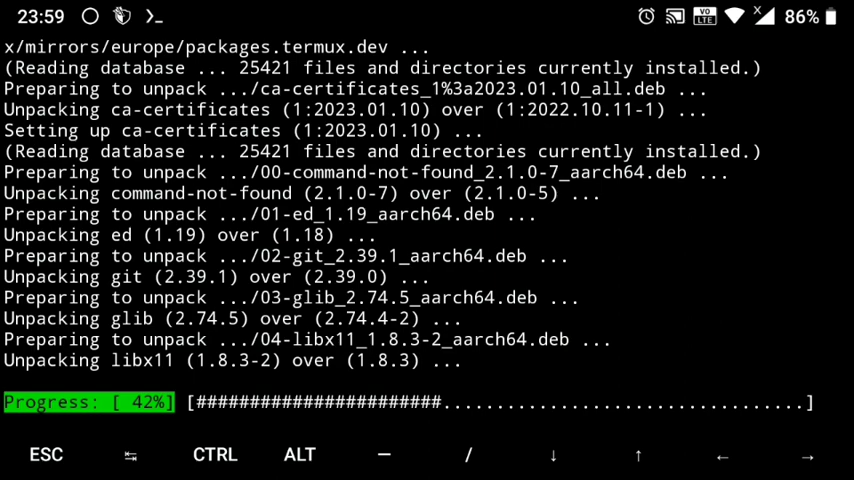 23:59 86%
x/mirrors/europe/packages.termux.dev ...
(Reading database ... 25421 files and directories currently installed.)
Preparing to unpack .../ca-certificates_1%3a2023.01.10_all.deb ...
Unpacking ca-certificates (1:2023.01.10) over (1:2022.10.11-1) ...
Setting up ca-certificates (1:2023.01.10) ...
(Reading database ... 25421 files and directories currently installed.)
Preparing to unpack .../00-command-not-found_2.1.0-7_aarch64.deb ...
Unpacking command-not-found (2.1.0-7) over (2.1.0-5) ...
Preparing to unpack .../01-ed_1.19_aarch64.deb ...
Unpacking ed (1.19) over (1.18) ...
Preparing to unpack .../02-git_2.39.1_aarch64.deb ...
Unpacking git (2.39.1) over (2.39.0) ...
Preparing to unpack .../03-glib_2.74.5_aarch64.deb ...
Unpacking glib (2.74.5) over (2.74.4-2) ...
Preparing to unpack .../04-libx11_1.8.3-2_aarch64.deb ...
Unpacking libx11 (1.8.3-2) over (1.8.3) ...
Progress: [ 42%] [#######################..................................]
ESC ↹ CTRL ALT — / ↓ ↑ ← →